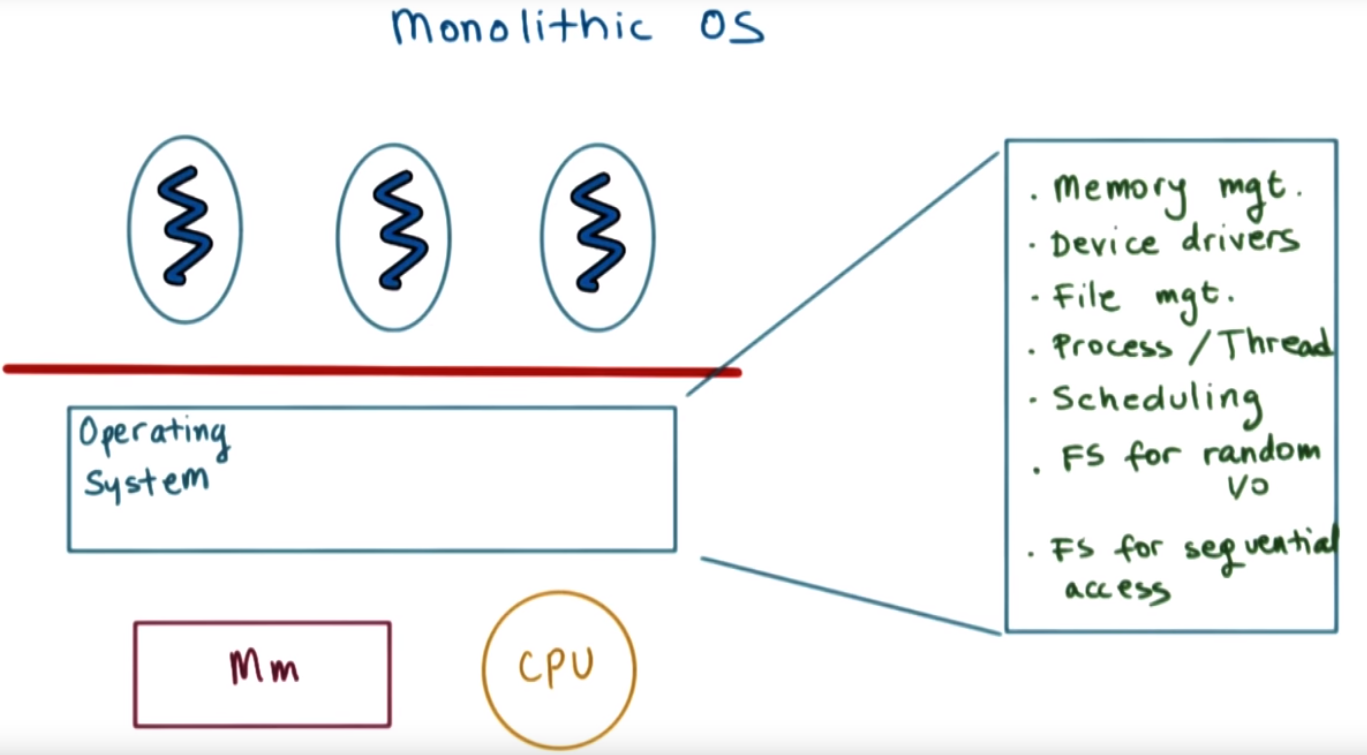 Monolithic OS
Operating
System
Mm
CPU
. Memory mgt.
. Device drivers
. File mgt.
. Process / Thread
. Scheduling
. FS for random
I/O
. FS for sequential
access